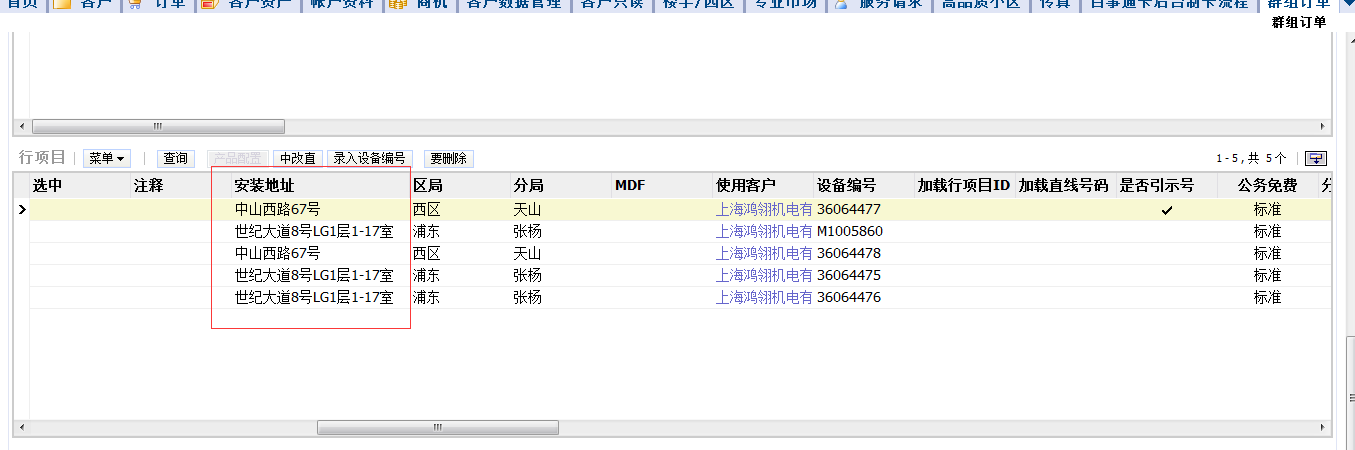 首页 客户 订单 客户资产 帐户资料 商机 客户数据管理 客户只读 楼宇/西区 专业市场 服务请求 高品质小区 传真 百事通卡后台制卡流程 群组订单
群组订单
行项目 菜单 查询 产品配置 中改直 录入设备编号 要删除 1-5,共 5个
选中 注释 安装地址 区局 分局 MDF 使用客户 设备编号 加载行项目ID 加载直线号码 是否引示号 公务免费
中山西路67号 西区 天山 上海鸿翎机电有 36064477 标准
世纪大道8号LG1层1-17室 浦东 张杨 上海鸿翎机电有 M1005860 标准
中山西路67号 西区 天山 上海鸿翎机电有 36064478 标准
世纪大道8号LG1层1-17室 浦东 张杨 上海鸿翎机电有 36064475 标准
世纪大道8号LG1层1-17室 浦东 张杨 上海鸿翎机电有 36064476 标准